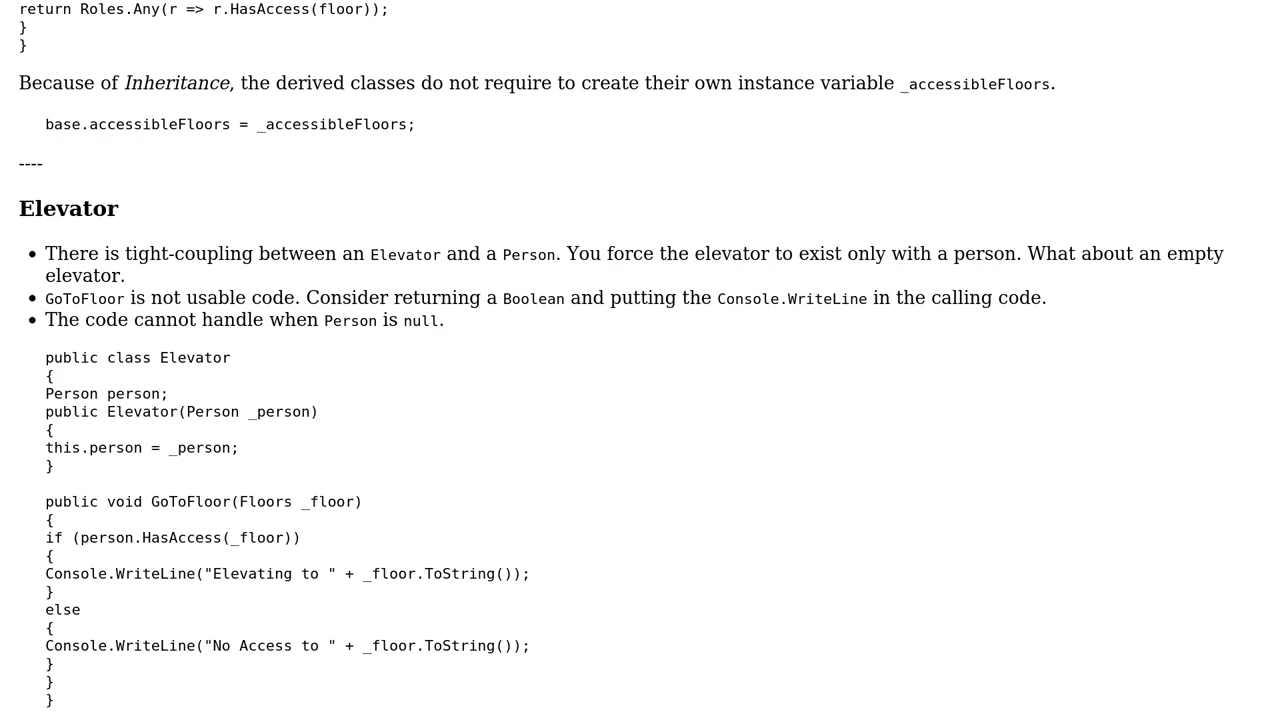 return Roles.Any(r => r.HasAccess(floor));
}
}
Because of Inheritance, the derived classes do not require to create their own instance variable _accessibleFloors.
base.accessibleFloors = _accessibleFloors;
----
Elevator
• There is tight-coupling between an Elevator and a Person. You force the elevator to exist only with a person. What about an empty
elevator.
• GoToFloor is not usable code. Consider returning a Boolean and putting the Console.WriteLine in the calling code.
• The code cannot handle when Person is null.
public class Elevator
{
Person person;
public Elevator(Person _person)
{
this.person = _person;
}
public void GoToFloor(Floors _floor)
{
if (person.HasAccess(_floor))
{
Console.WriteLine("Elevating to " + _floor.ToString());
}
else
{
Console.WriteLine("No Access to " + _floor.ToString());
}
}
}